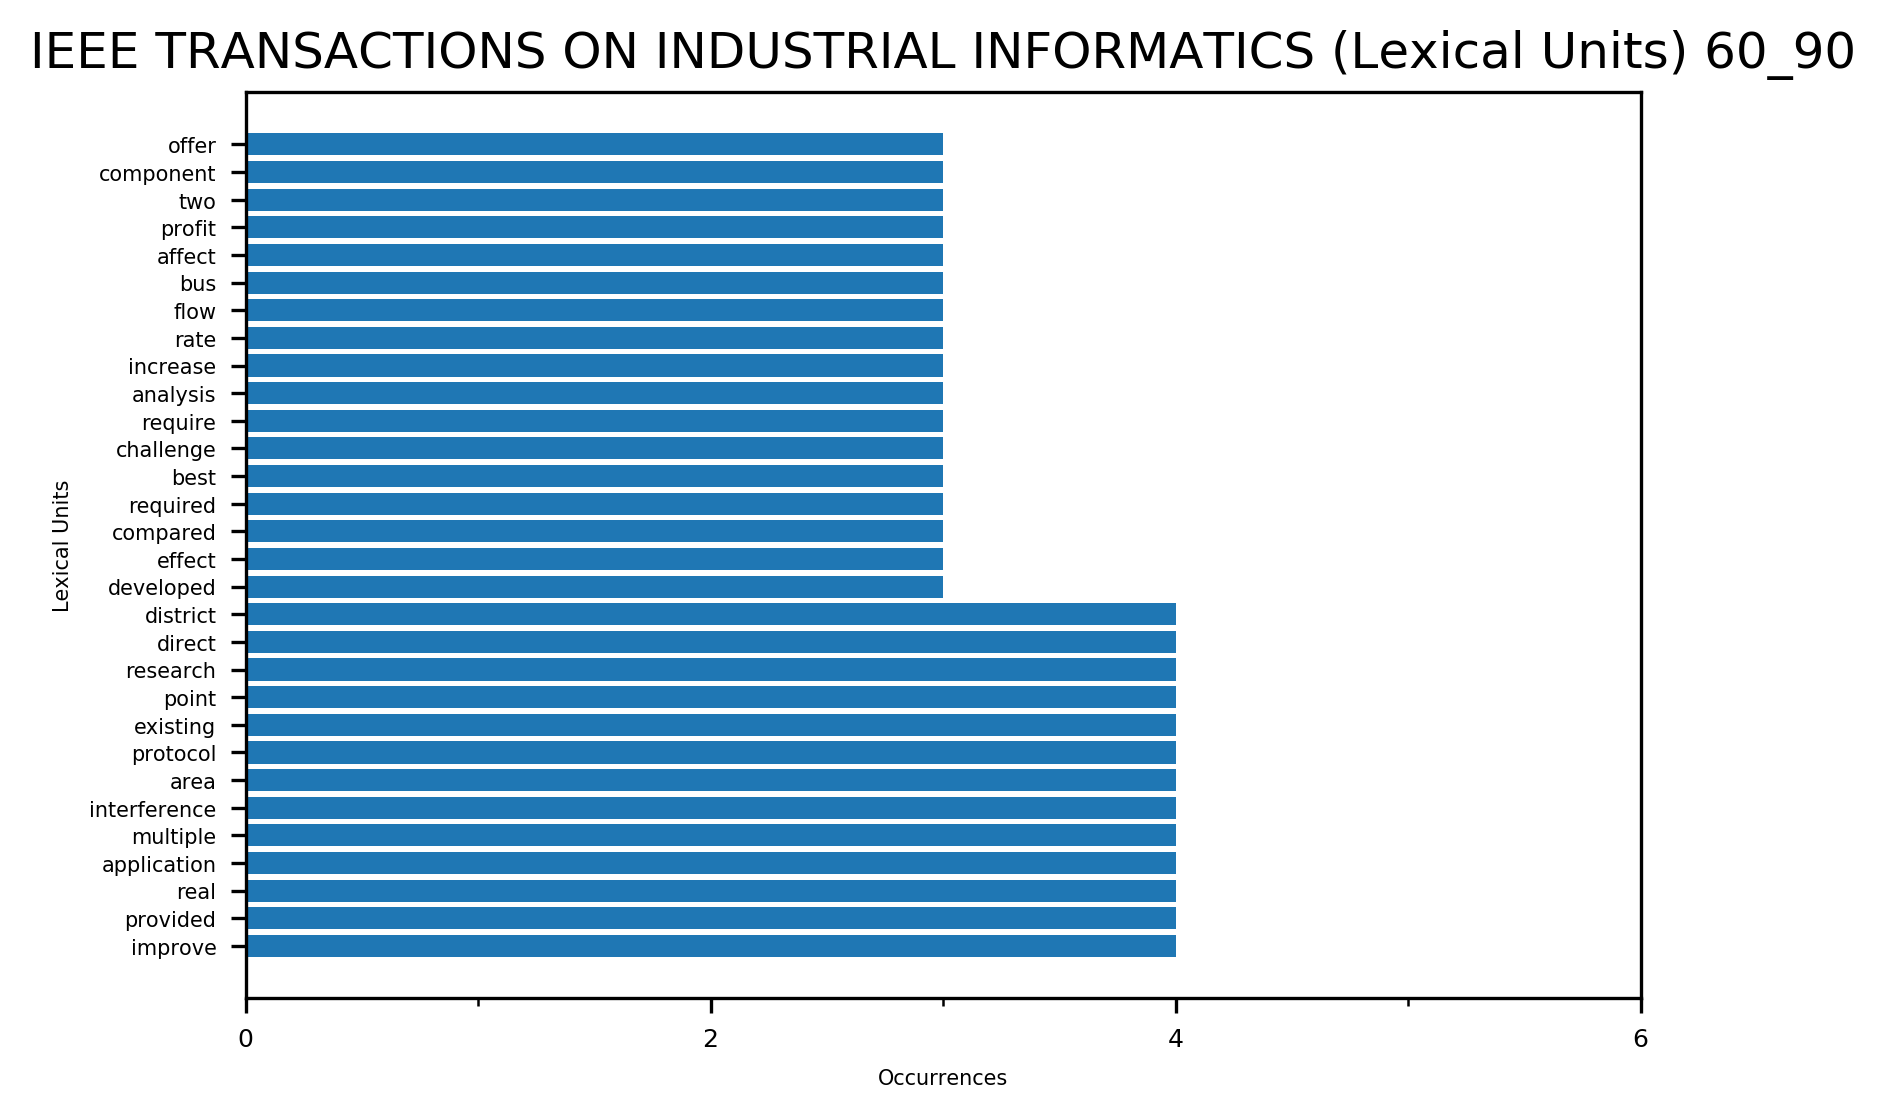 IEEE TRANSACTIONS ON INDUSTRIAL INFORMATICS (Lexical Units) 60_90
offer
component
two
profit
affect
bus
flow
rate
increase
analysis
require
challenge
best
required
compared
effect
developed
district
direct
research
point
existing
protocol
area
interference
multiple
application
real
provided
improve
Lexical Units
0 2 4 6
Occurrences